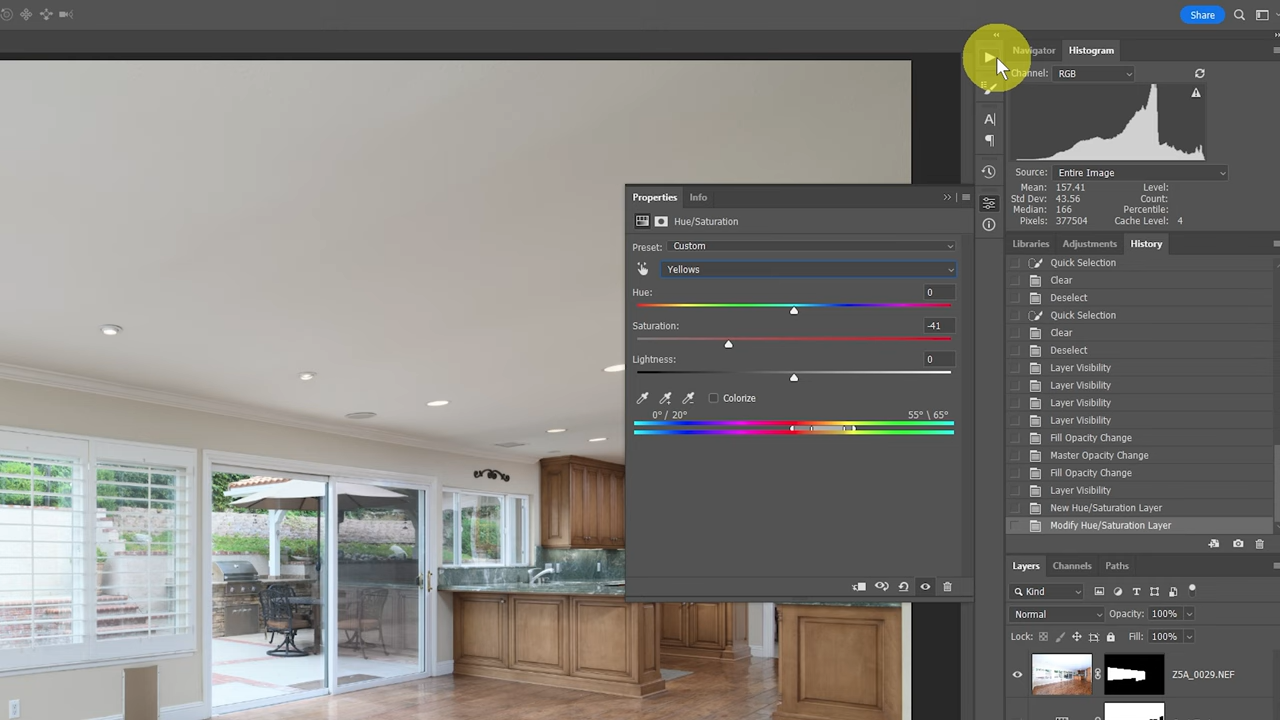 Share
Navigator
Histogram
Channel:
RGB
Source:
Entire Image
Mean: 157.41
Level:
Std Dev: 43.56
Count:
Median: 166
Percentile:
Pixels: 377504
Cache Level: 4
Properties
Info
Hue/Saturation
Preset:
Custom
Yellows
Hue:
0
Saturation:
-41
Lightness:
0
Colorize
0° / 20°
55° \ 65°
Libraries
Adjustments
History
Quick Selection
Clear
Deselect
Quick Selection
Clear
Deselect
Layer Visibility
Layer Visibility
Layer Visibility
Layer Visibility
Fill Opacity Change
Master Opacity Change
Fill Opacity Change
Layer Visibility
New Hue/Saturation Layer
Modify Hue/Saturation Layer
Layers
Channels
Paths
Kind
Normal
Opacity: 100%
Lock:
Fill: 100%
Z5A_0029.NEF